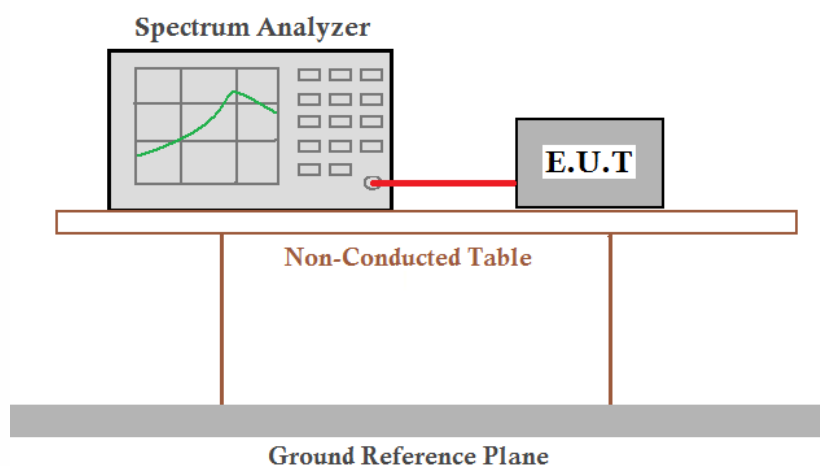 Spectrum Analyzer
E.U.T
Non-Conducted Table
Ground Reference Plane